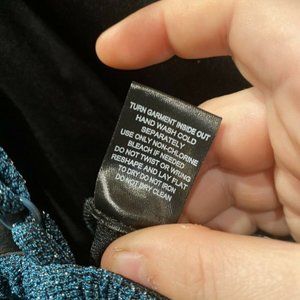 TURN GARMENT INSIDE OUT
HAND WASH COLD
SEPARATELY
USE ONLY NON-CHLORINE
BLEACH IF NEEDED
DO NOT TWIST OR WRING
RESHAPE AND LAY FLAT
TO DRY DO NOT IRON
DO NOT DRY CLEAN